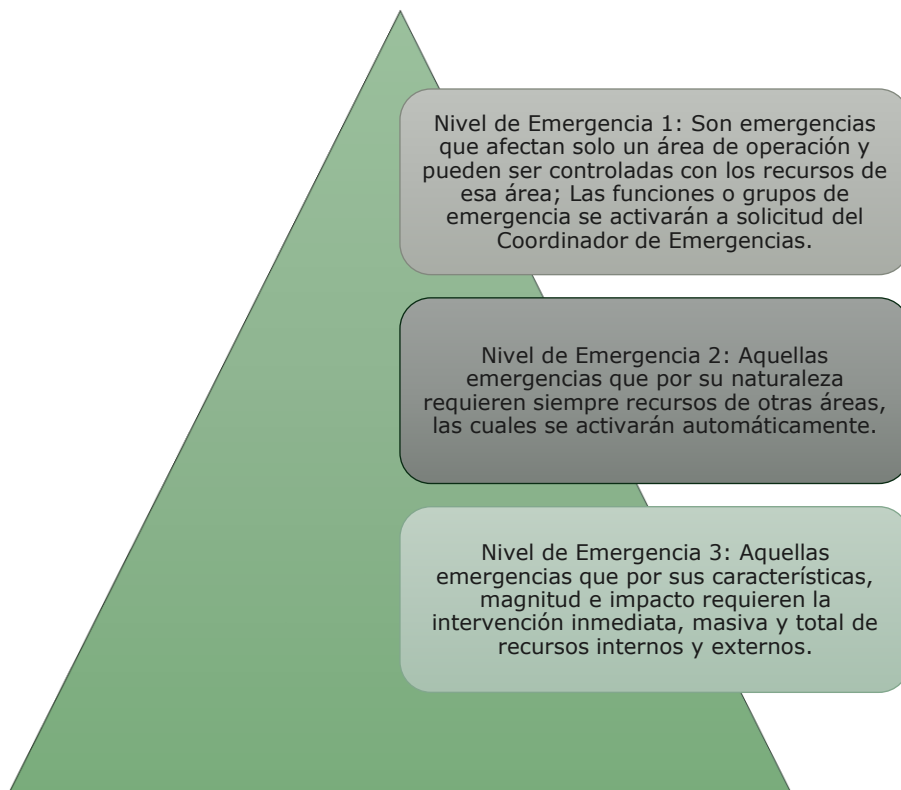 Nivel de Emergencia 1: Son emergencias
que afectan solo un área de operación y
pueden ser controladas con los recursos de
esa área; Las funciones o grupos de
emergencia se activarán a solicitud del
Coordinador de Emergencias.
Nivel de Emergencia 2: Aquellas
emergencias que por su naturaleza
requieren siempre recursos de otras áreas,
las cuales se activarán automáticamente.
Nivel de Emergencia 3: Aquellas
emergencias que por sus características,
magnitud e impacto requieren la
intervención inmediata, masiva y total de
recursos internos y externos.